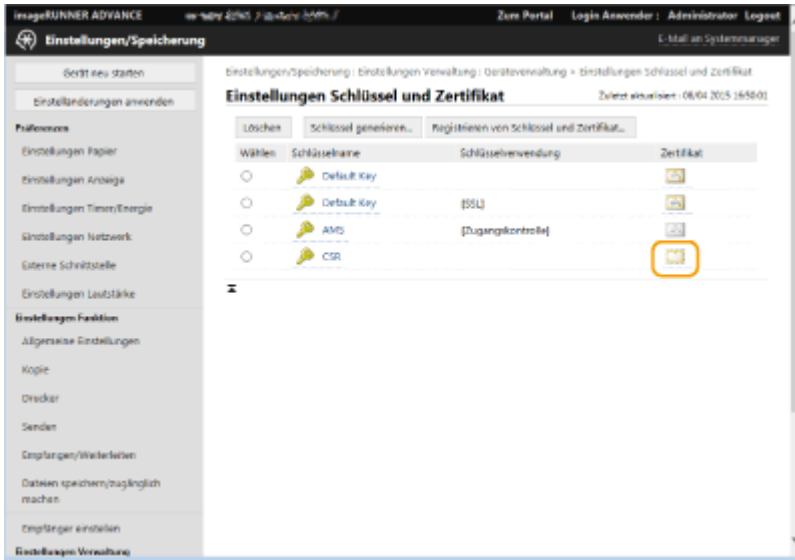 imageRUNNER ADVANCE
Zum Portal Login Anwender : Administrator Logout
Einstellungen/Speicherung
E-Mail an Systemmanager
Gerät neu starten
Einstelländerungen anwenden
Präferenzen
Einstellungen Papier
Einstellungen Anzeige
Einstellungen Timer/Energie
Einstellungen Netzwerk
Externe Schnittstelle
Einstellungen Lautstärke
Einstellungen Funktion
Allgemeine Einstellungen
Kopie
Drucker
Senden
Empfangen/Weiterleiten
Dateien speichern/zugänglich
machen
Empfänger einstellen
Einstellungen Verwaltung
Einstellungen/Speicherung : Einstellungen Verwaltung : Geräteverwaltung > Einstellungen Schlüssel und Zertifikat
Einstellungen Schlüssel und Zertifikat
Zuletzt aktualisiert : 08/04 2015 16:50:01
Löschen Schlüssel generieren... Registrieren von Schlüssel und Zertifikat...
Wählen Schlüsselname Schlüsselverwendung Zertifikat
Default Key
Default Key [SSL]
AMS [Zugangskontrolle]
CSR